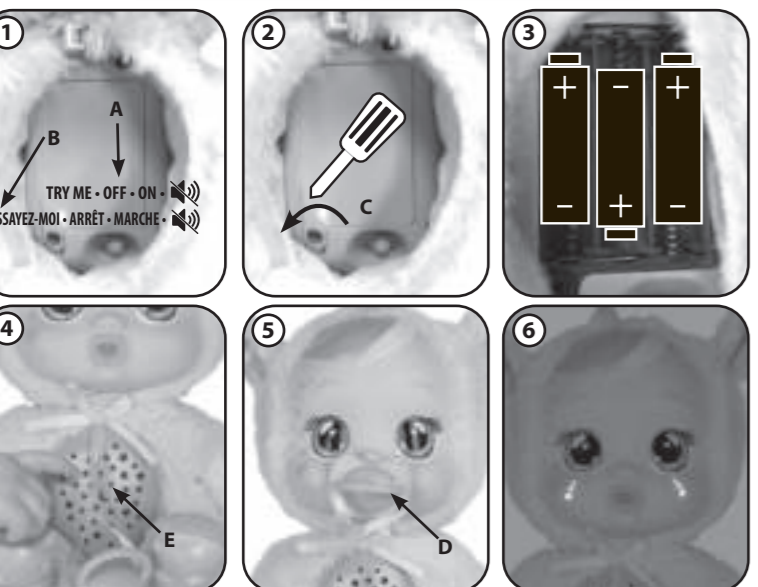 1
2
3
A
B
TRY ME • OFF • ON •
SSAYEZ-MOI • ARRÊT • MARCHE •
C
+ − +
− + −
4
5
6
E
D